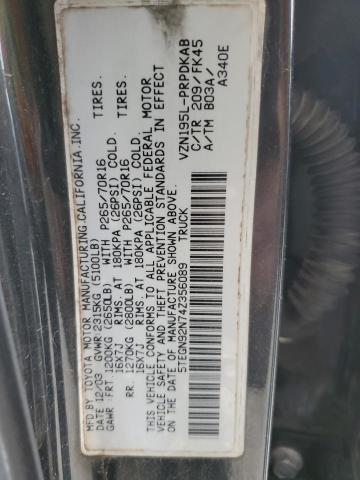 MFD BY TOYOTA MOTOR MANUFACTURING, CALIFORNIA, INC.
DATE 12/03 GVWR:2315KG (5100LB)
GAWR :FRT 1200KG (2650LB) WITH P265/70R16 TIRES.
16X7J RIMS. AT 180KPA (26PSI) COLD.
RR. 1270KG (2800LB) WITH P265/70R16 TIRES.
16X7J RIMS. AT 180KPA (26PSI) COLD.
THIS VEHICLE CONFORMS TO ALL APPLICABLE FEDERAL MOTOR
VEHICLE SAFETY AND THEFT PREVENTION STANDARDS IN EFFECT
ON THE DATE OF MANUFACTURE SHOWN ABOVE.
5TEGN92N74Z356089 TRUCK
VZN195L-PRPDKAB
C/TR 209/FK45
A/TM B03A/
A340E